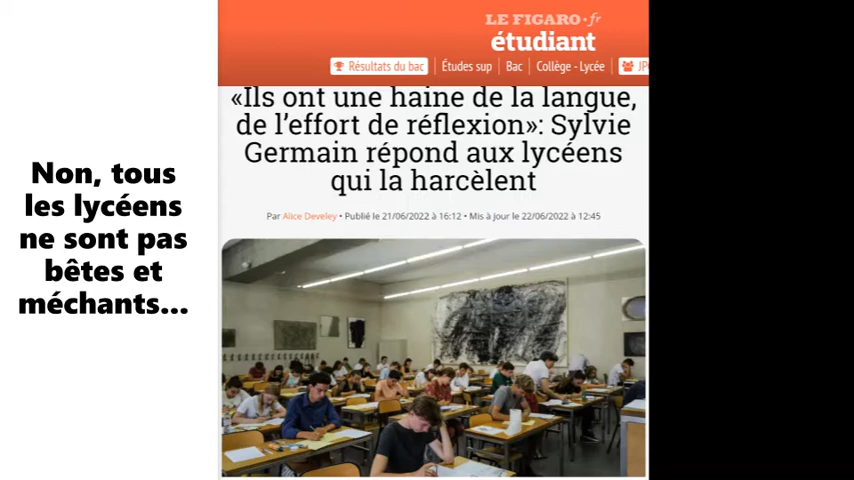 Non, tous
les lycéens
ne sont pas
bêtes et
méchants...
LE FIGARO.fr
étudiant
Résultats du bac
Études sup
Bac
Collège - Lycée
JP
«Ils ont une haine de la langue,
de l'effort de réflexion»: Sylvie
Germain répond aux lycéens
qui la harcèlent
Par Alice Develey • Publié le 21/06/2022 à 16:12 • Mis à jour le 22/06/2022 à 12:45